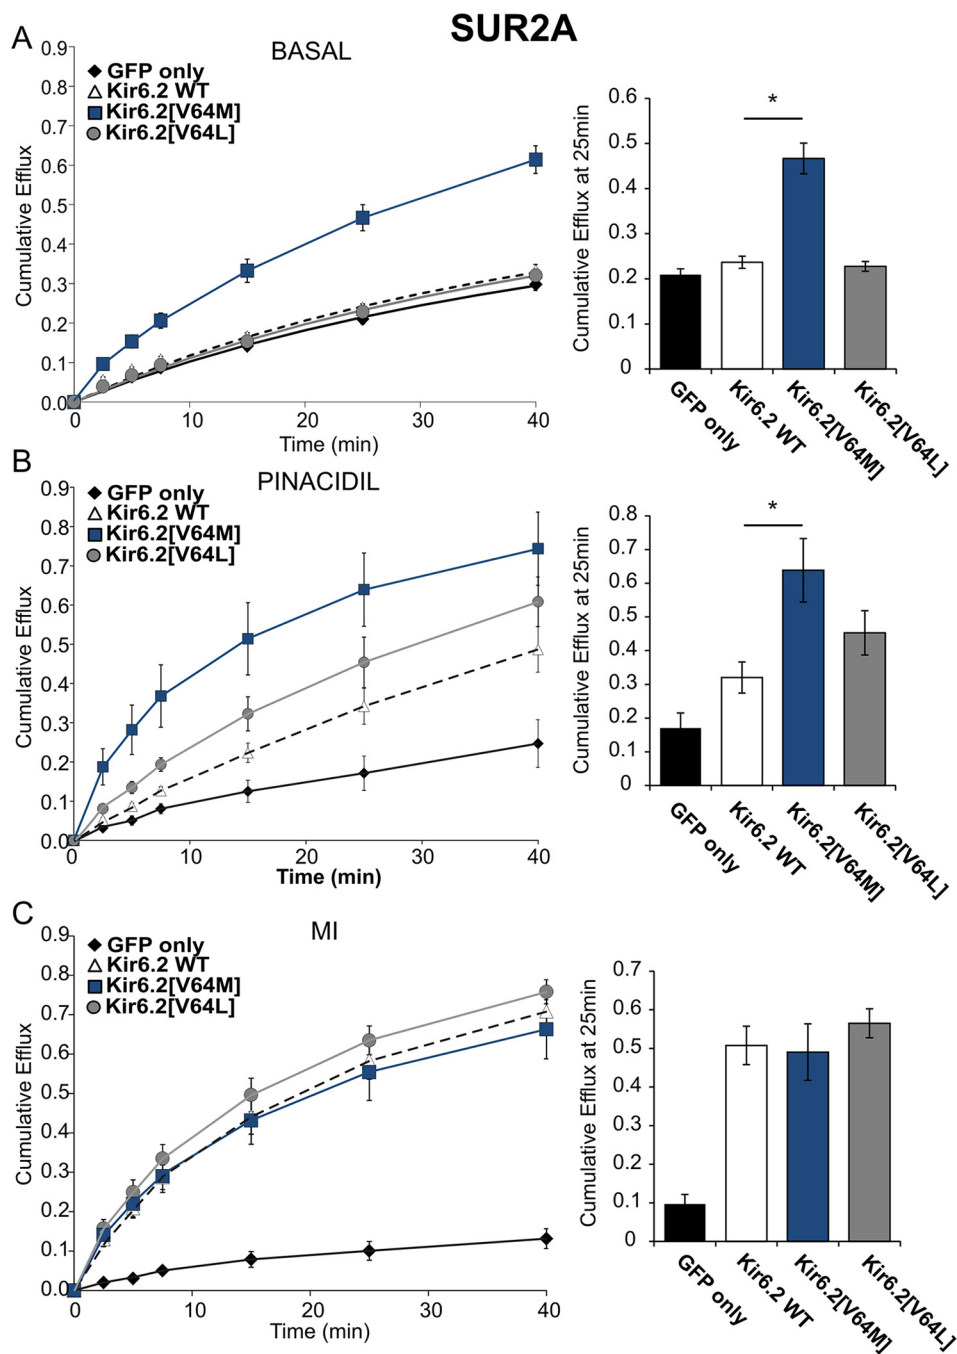 SUR2A
A
BASAL
0.9
0.8
0.7
0.6
0.5
0.4
0.3
0.2
0.1
0.0
Cumulative Efflux
GFP only
Kir6.2 WT
Kir6.2[V64M]
Kir6.2[V64L]
0 10 20 30 40
Time (min)
0.6
0.5
0.4
0.3
0.2
0.1
0
Cumulative Efflux at 25min
*
GFP only
Kir6.2 WT
Kir6.2[V64M]
Kir6.2[V64L]
B
PINACIDIL
0.9
0.8
0.7
0.6
0.5
0.4
0.3
0.2
0.1
0.0
Cumulative Efflux
GFP only
Kir6.2 WT
Kir6.2[V64M]
Kir6.2[V64L]
0 10 20 30 40
Time (min)
0.8
0.7
0.6
0.5
0.4
0.3
0.2
0.1
0
Cumulative Efflux at 25min
*
GFP only
Kir6.2 WT
Kir6.2[V64M]
Kir6.2[V64L]
C
MI
0.9
0.8
0.7
0.6
0.5
0.4
0.3
0.2
0.1
0.0
Cumulative Efflux
GFP only
Kir6.2 WT
Kir6.2[V64M]
Kir6.2[V64L]
0 10 20 30 40
Time (min)
0.7
0.6
0.5
0.4
0.3
0.2
0.1
0
Cumulative Efflux at 25min
GFP only
Kir6.2 WT
Kir6.2[V64M]
Kir6.2[V64L]